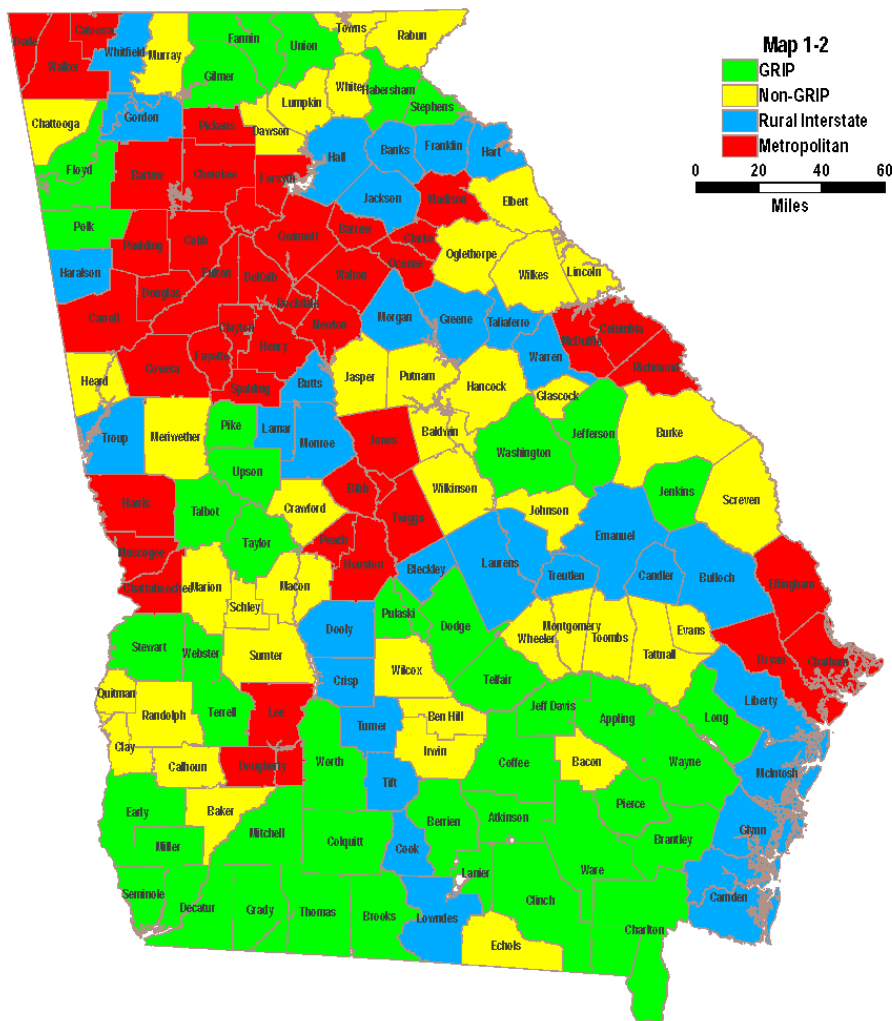 Map 1-2
GRIP
Non-GRIP
Rural Interstate
Metropolitan
0 20 40 60
Miles
Dade
Catoosa
Walker
Whitfield
Murray
Fannin
Union
Towns
Rabun
Gilmer
White
Habersham
Stephens
Lumpkin
Chattooga
Gordon
Pickens
Dawson
Hall
Banks
Franklin
Hart
Floyd
Bartow
Cherokee
Forsyth
Jackson
Madison
Elbert
Polk
Paulding
Cobb
Gwinnett
Barrow
Clarke
Oconee
Oglethorpe
Wilkes
Lincoln
Haralson
Douglas
Fulton
DeKalb
Walton
Rockdale
Carroll
Clayton
Newton
Morgan
Greene
Taliaferro
Columbia
McDuffie
Warren
Richmond
Heard
Coweta
Fayette
Henry
Spalding
Butts
Jasper
Putnam
Hancock
Glascock
Troup
Meriwether
Pike
Lamar
Monroe
Jones
Baldwin
Washington
Jefferson
Burke
Upson
Harris
Talbot
Crawford
Bibb
Twiggs
Wilkinson
Johnson
Jenkins
Screven
Taylor
Peach
Houston
Emanuel
Muscogee
Chattahoochee
Marion
Macon
Schley
Bleckley
Laurens
Treutlen
Candler
Bulloch
Effingham
Stewart
Webster
Sumter
Dooly
Pulaski
Dodge
Wheeler
Montgomery
Toombs
Tattnall
Evans
Bryan
Chatham
Quitman
Randolph
Terrell
Lee
Crisp
Wilcox
Telfair
Jeff Davis
Appling
Long
Liberty
Clay
Calhoun
Dougherty
Worth
Turner
Ben Hill
Irwin
Coffee
Bacon
Wayne
McIntosh
Early
Baker
Mitchell
Tift
Pierce
Miller
Colquitt
Cook
Berrien
Atkinson
Brantley
Glynn
Seminole
Decatur
Grady
Thomas
Brooks
Lanier
Lowndes
Clinch
Ware
Camden
Echols
Charlton